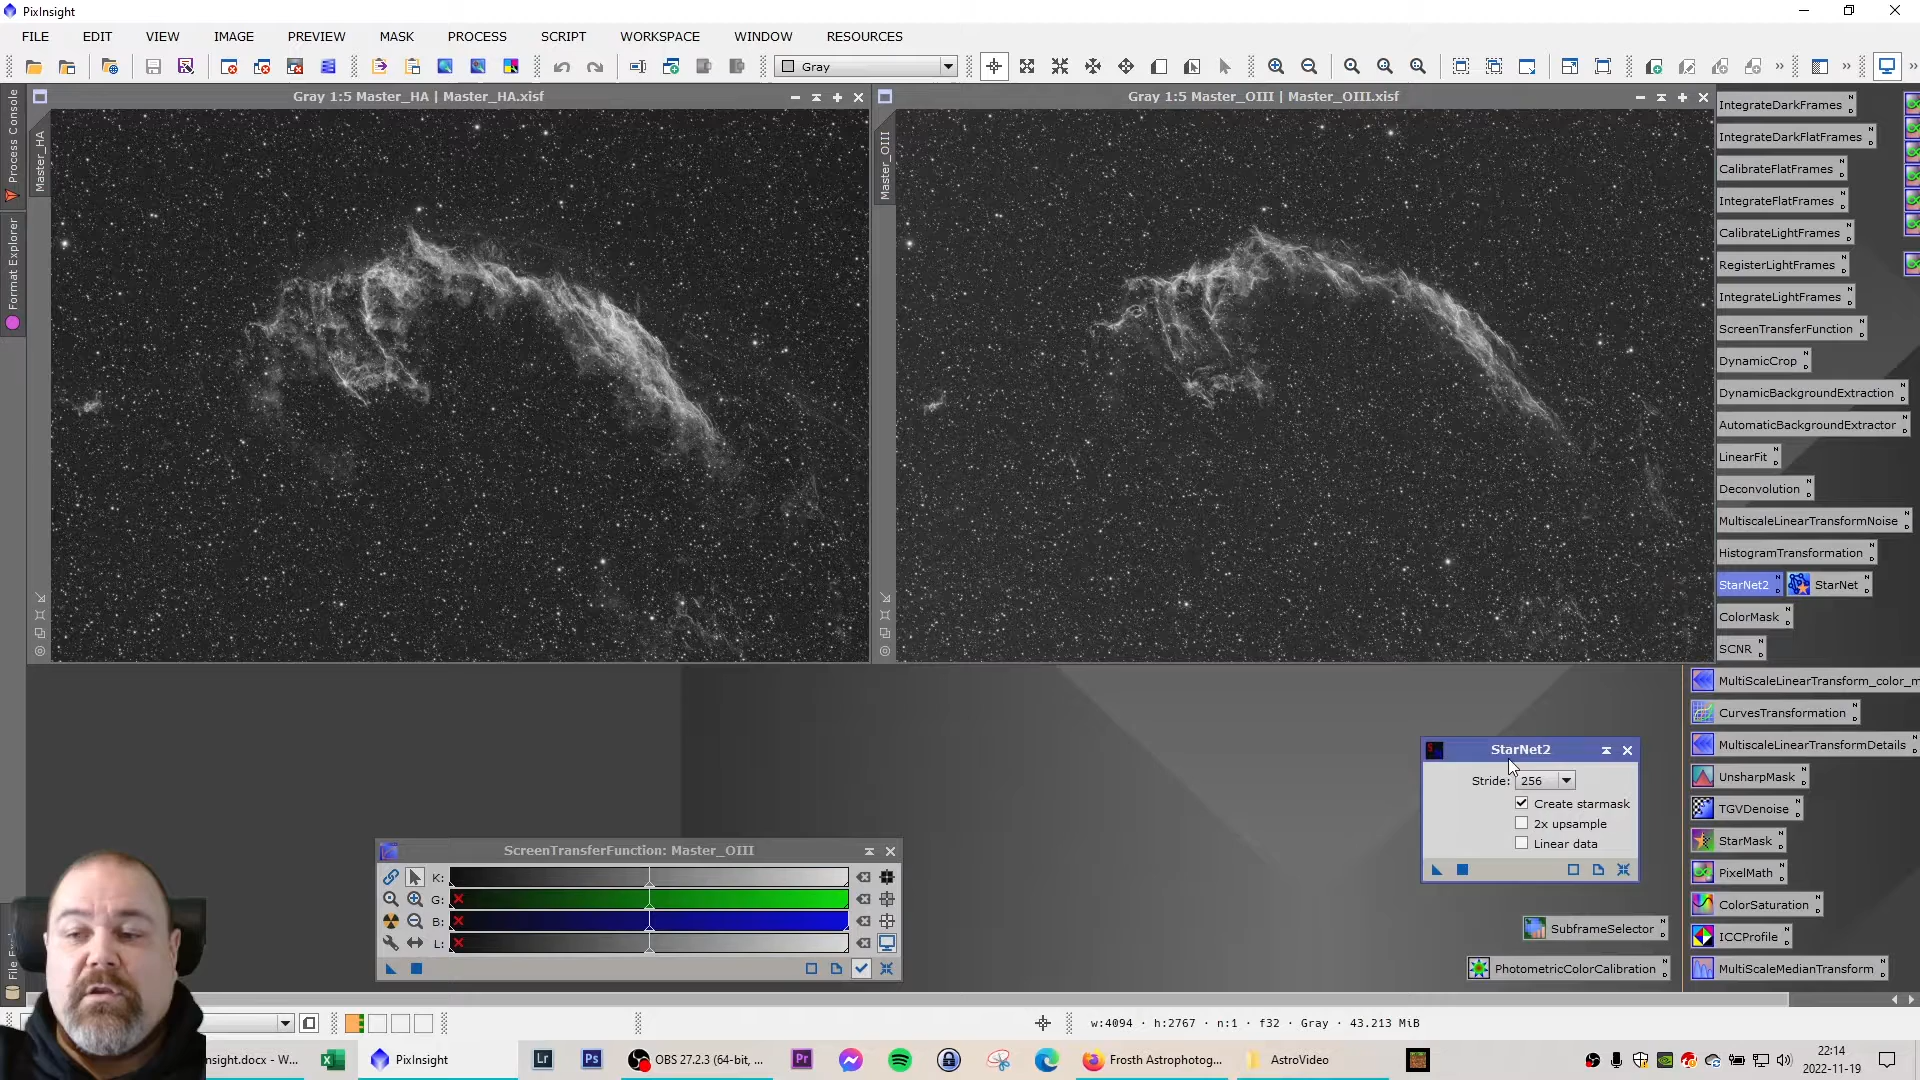 PixInsight
FILE EDIT VIEW IMAGE PREVIEW MASK PROCESS SCRIPT WORKSPACE WINDOW RESOURCES
Gray
Process Console
Format Explorer
Gray 1:5 Master_HA | Master_HA.xisf
Master_HA
Gray 1:5 Master_OIII | Master_OIII.xisf
Master_OIII
IntegrateDarkFrames
IntegrateDarkFlatFrames
CalibrateFlatFrames
IntegrateFlatFrames
CalibrateLightFrames
RegisterLightFrames
IntegrateLightFrames
ScreenTransferFunction
DynamicCrop
DynamicBackgroundExtraction
AutomaticBackgroundExtractor
LinearFit
Deconvolution
MultiscaleLinearTransformNoise
HistogramTransformation
StarNet2 StarNet
ColorMask
SCNR
MultiScaleLinearTransform_color_m
CurvesTransformation
MultiscaleLinearTransformDetails
UnsharpMask
TGVDenoise
StarMask
PixelMath
ColorSaturation
ICCProfile
MultiScaleMedianTransform
StarNet2
Stride: 256
Create starmask
2x upsample
Linear data
SubframeSelector
PhotometricColorCalibration
ScreenTransferFunction: Master_OIII
K:
G:
B:
L:
w:4094 · h:2767 · n:1 · f32 · Gray · 43.213 MiB
nsight.docx - W...
PixInsight
Lr
Ps
OBS 27.2.3 (64-bit, ...
Pr
Frosth Astrophotog...
AstroVideo
22:14
2022-11-19